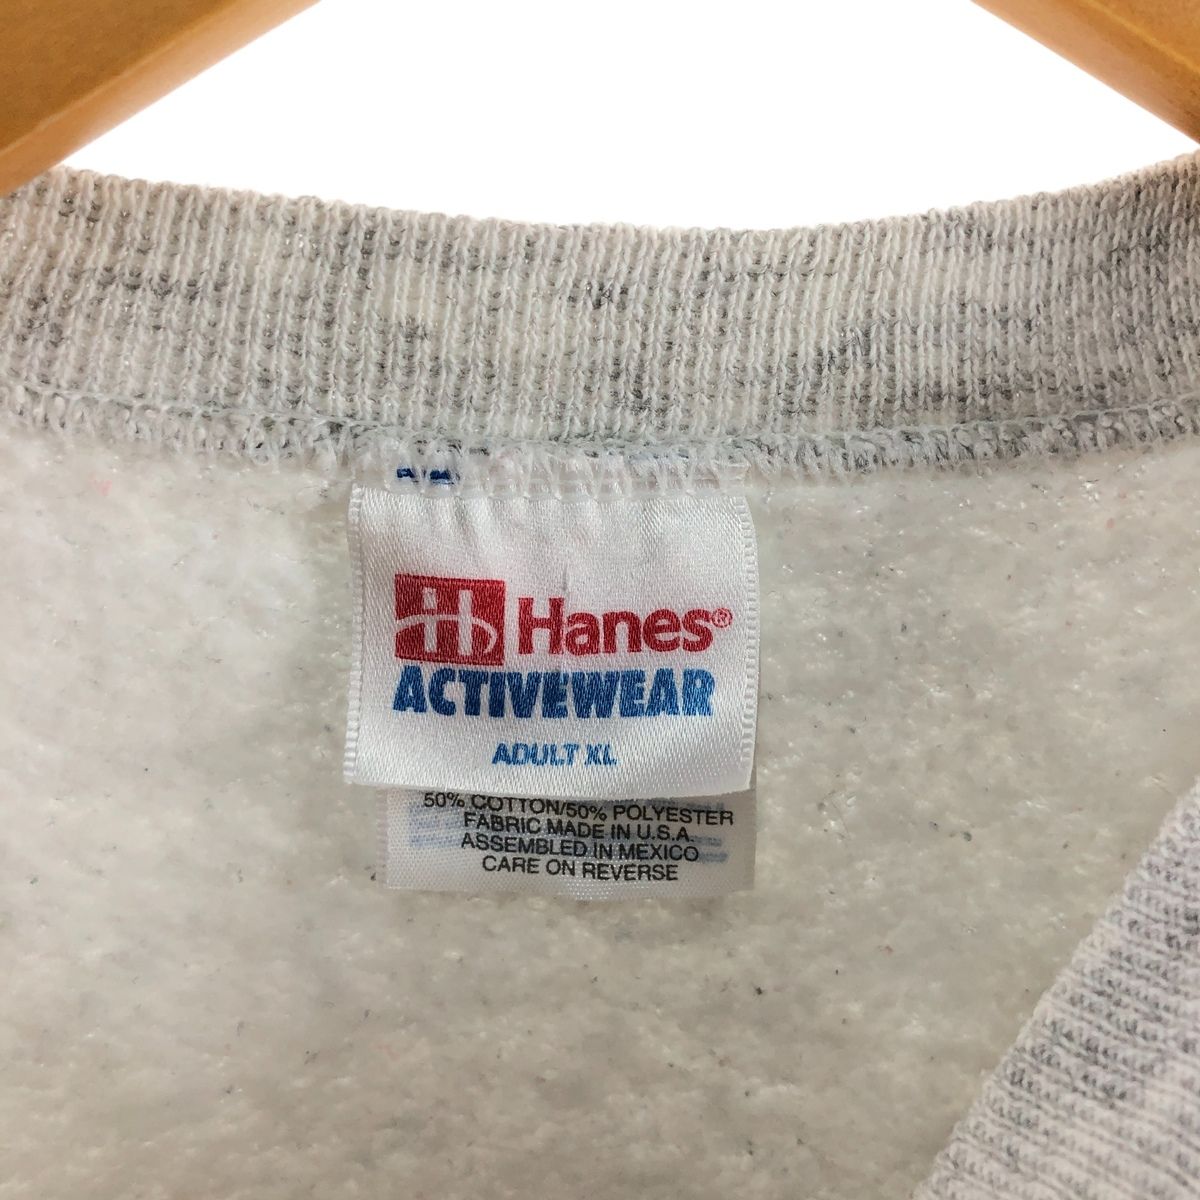 Hanes®
ACTIVEWEAR
ADULT XL
50% COTTON/50% POLYESTER
FABRIC MADE IN U.S.A.
ASSEMBLED IN MEXICO
CARE ON REVERSE